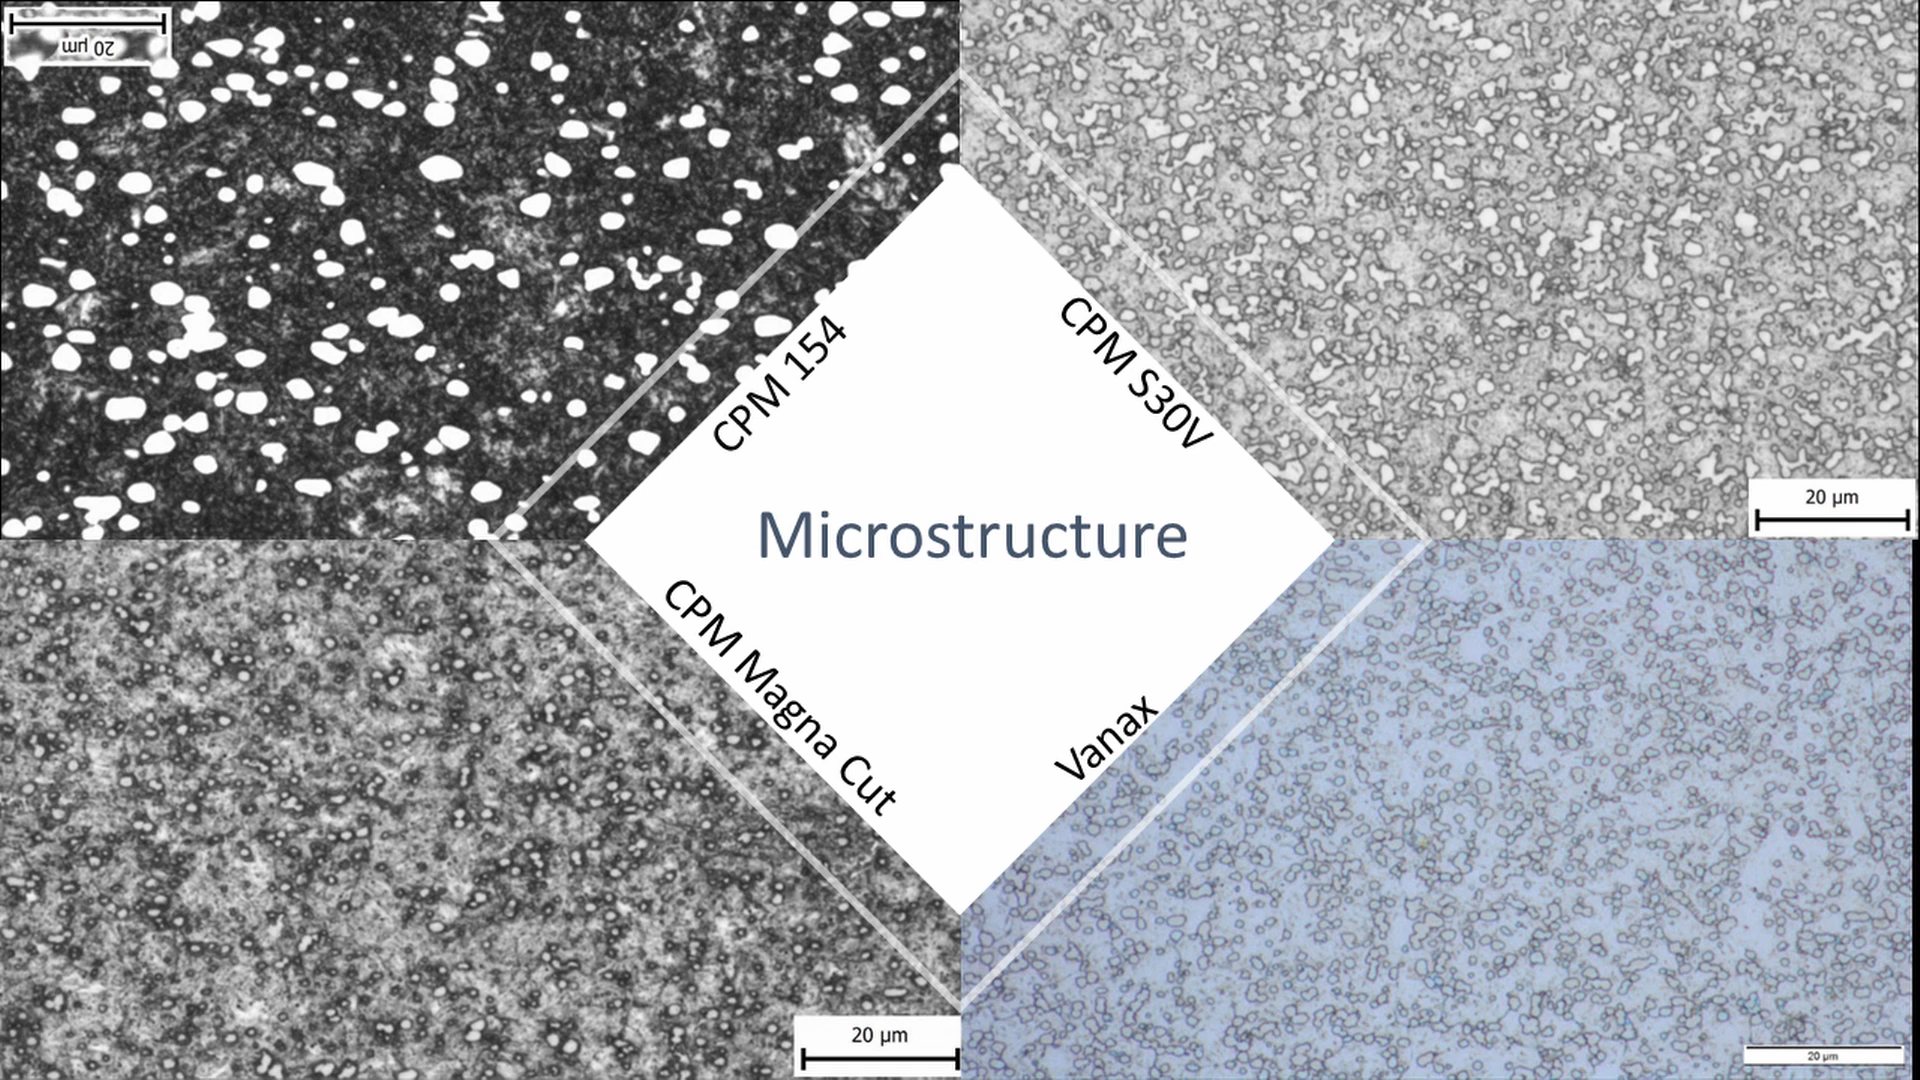 20 µm
CPM 154
CPM S30V
20 µm
Microstructure
CPM Magna Cut
Vanax
20 µm
20 µm